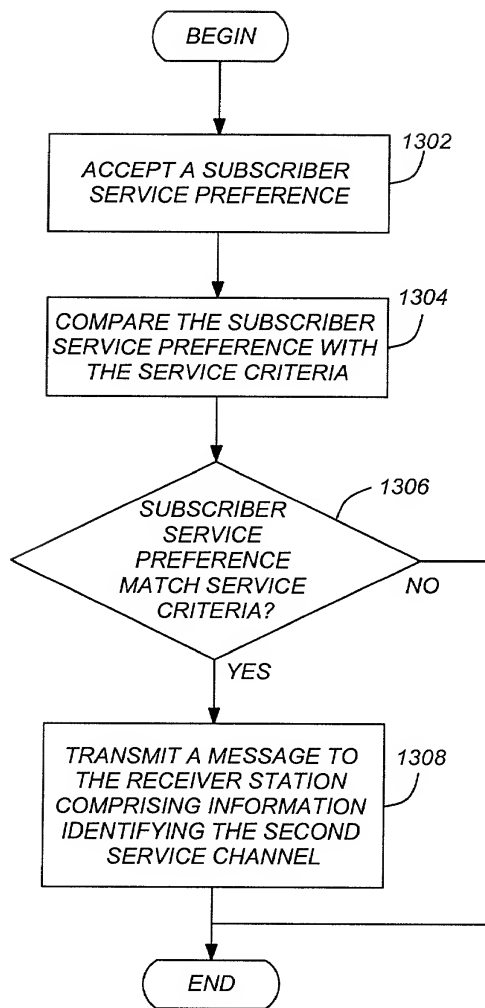 BEGIN
1302
ACCEPT A SUBSCRIBER
SERVICE PREFERENCE
1304
COMPARE THE SUBSCRIBER
SERVICE PREFERENCE WITH
THE SERVICE CRITERIA
1306
SUBSCRIBER
SERVICE
PREFERENCE
MATCH SERVICE
CRITERIA?
NO
YES
1308
TRANSMIT A MESSAGE TO
THE RECEIVER STATION
COMPRISING INFORMATION
IDENTIFYING THE SECOND
SERVICE CHANNEL
END